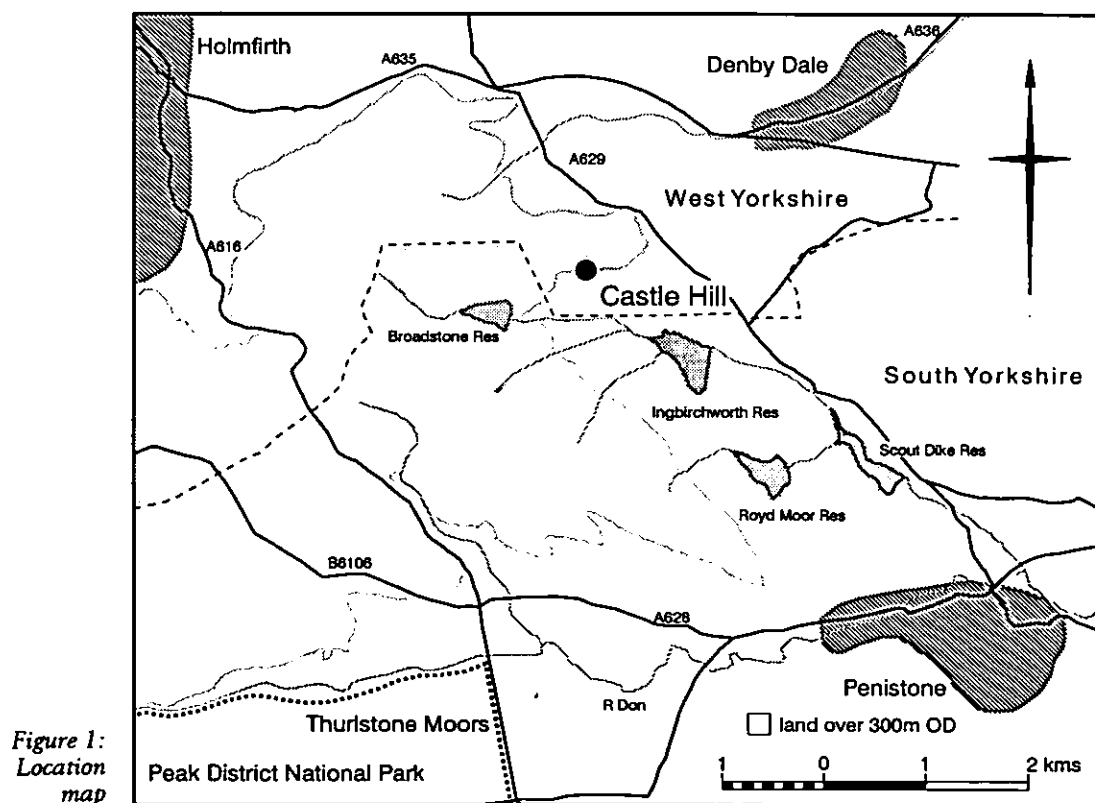 Holmfirth
A635
A636
Denby Dale
A629
West Yorkshire
A616
Castle Hill
Broadstone Res
South Yorkshire
Ingbirchworth Res
Scout Dike Res
Royd Moor Res
B6106
A628
Penistone
R Don
Thurlstone Moors
land over 300m OD
Peak District National Park
1 0 1 2 kms
Figure 1:
Location
map